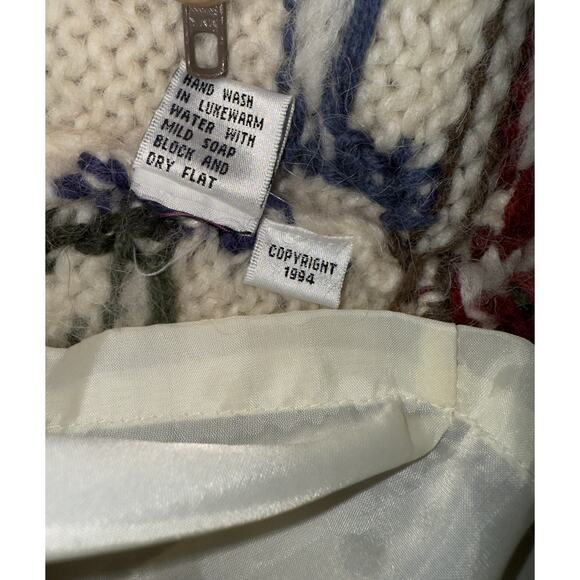 HAND WASH
IN LUKEWARM
WATER WITH
MILD SOAP
BLOCK AND
DRY FLAT
COPYRIGHT
1994